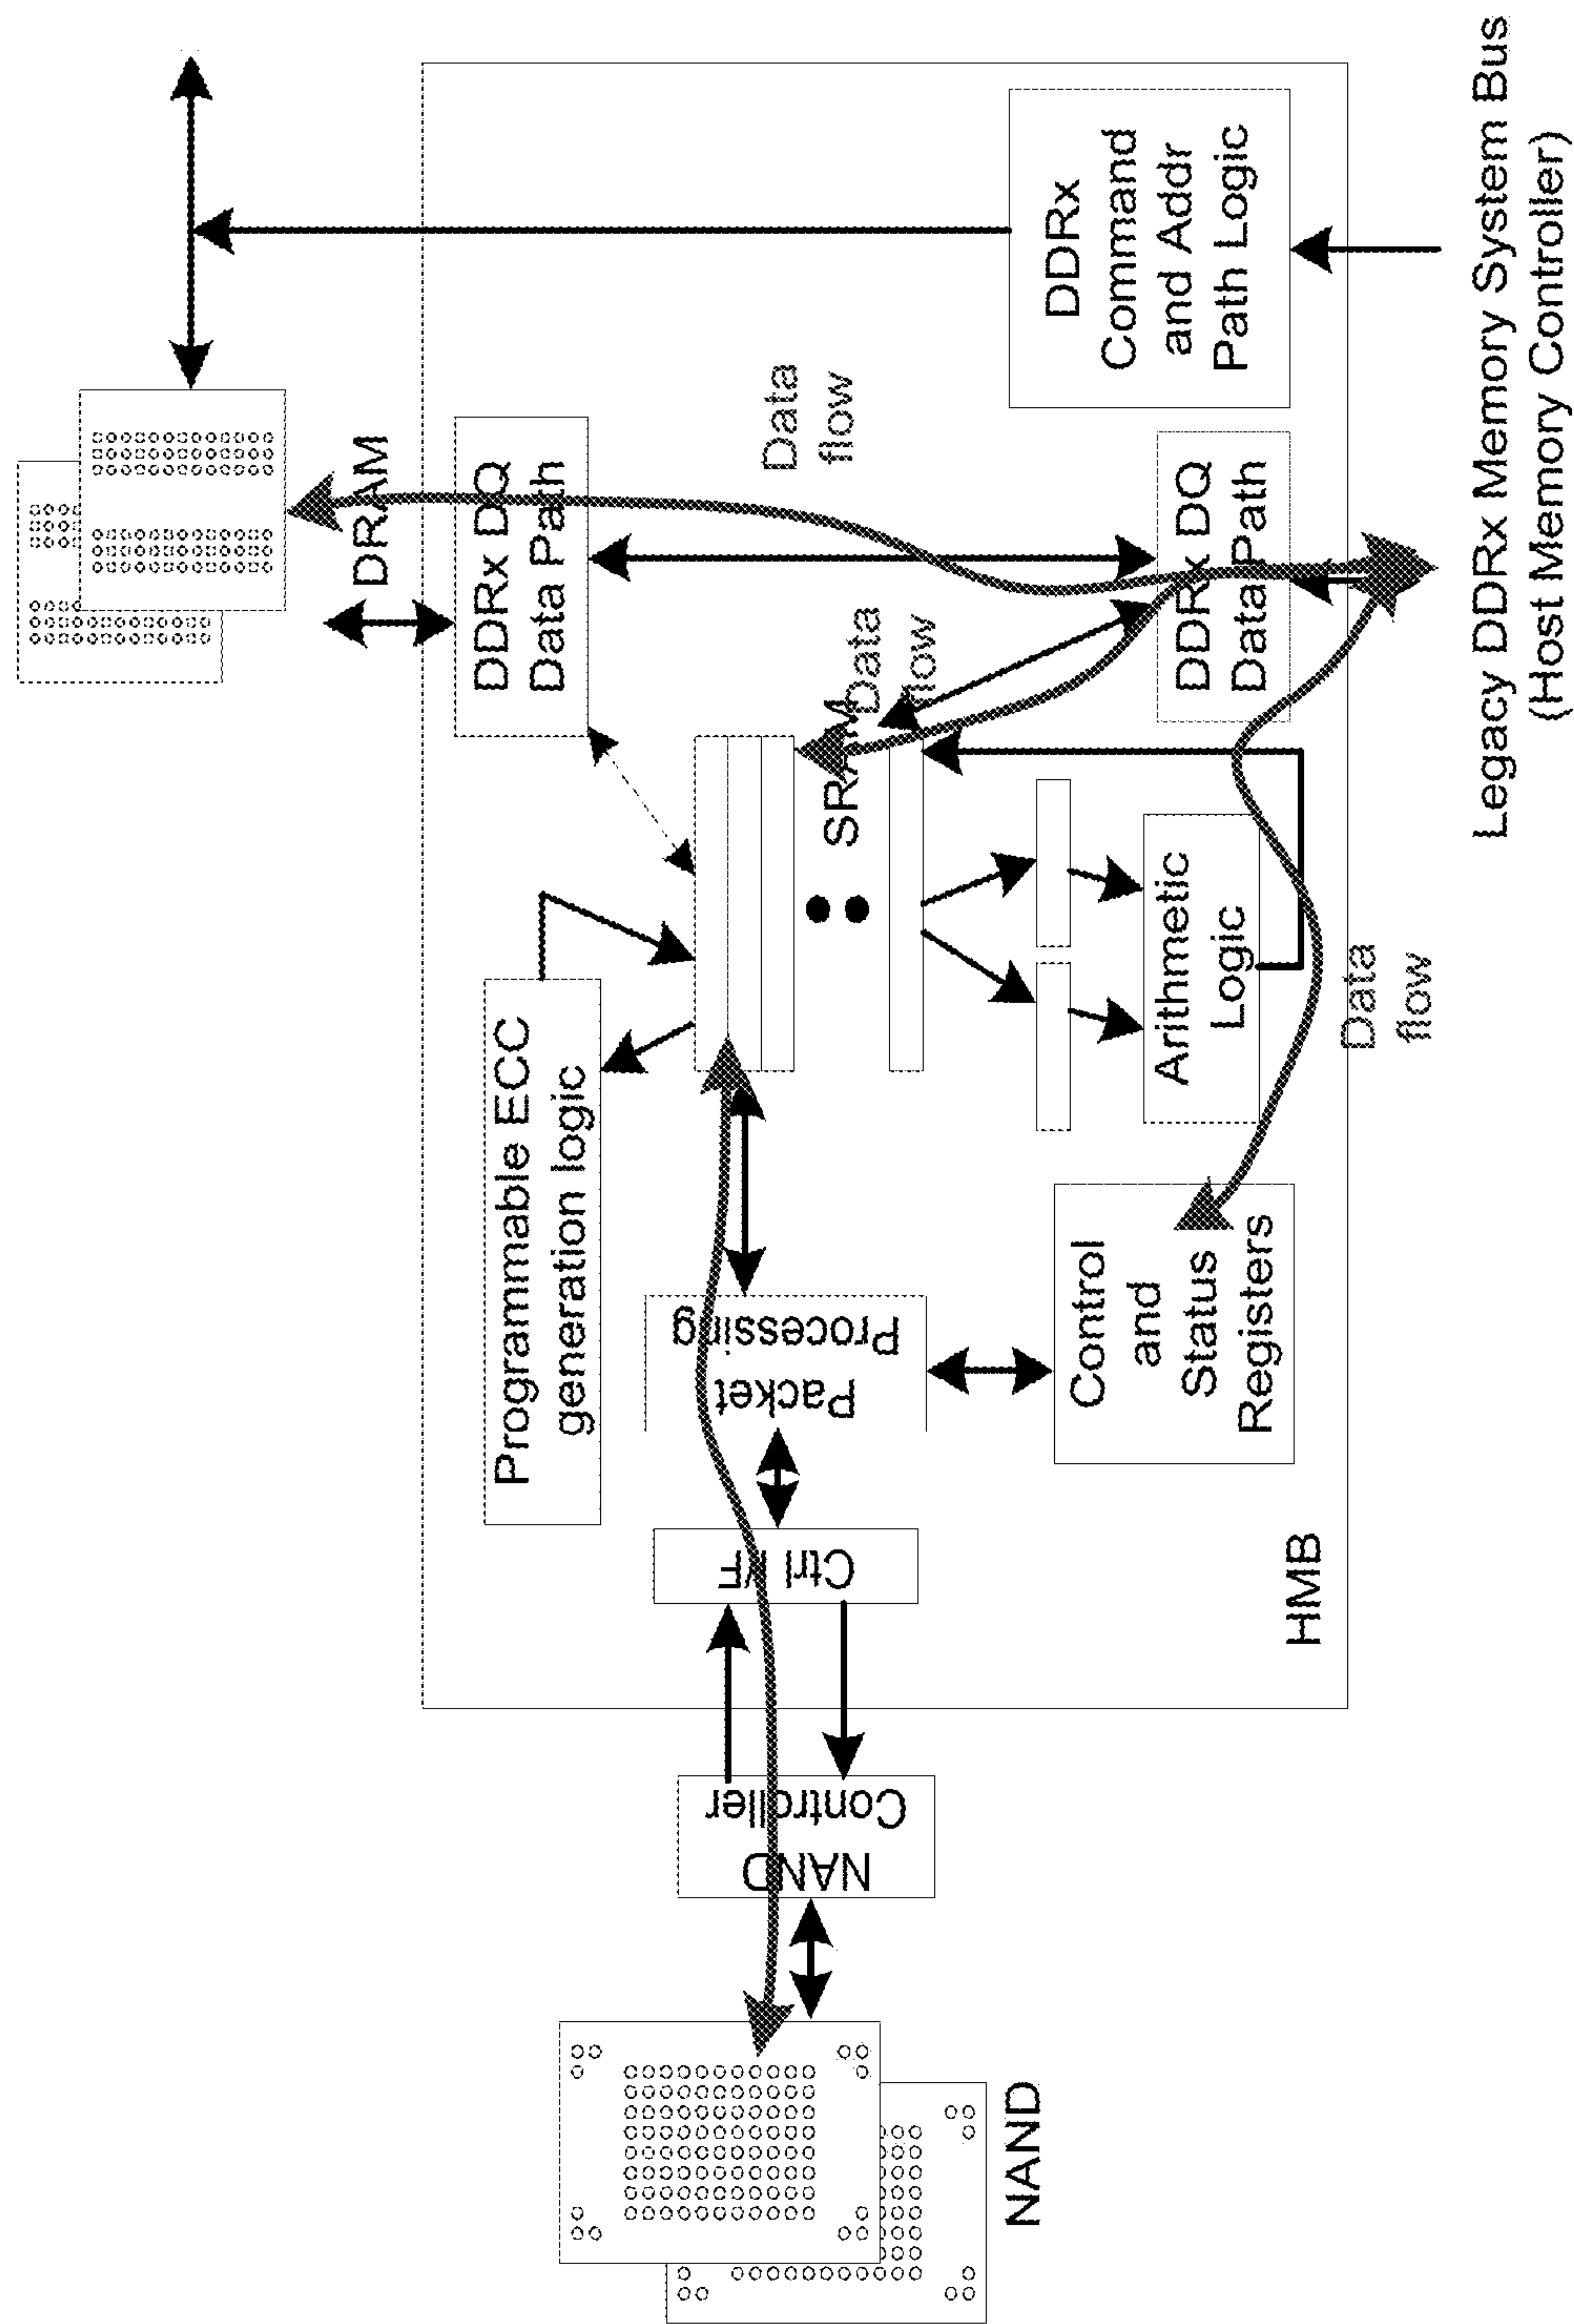 DRAM
DDRx DQ
Data Path
Programmable ECC
generation logic
Data
flow
SRAM
Data
flow
Packet
Processing
Ctrl I/F
NAND
Controller
NAND
Control
and
Status
Registers
Arithmetic
Logic
DDRx DQ
Data Path
DDRx
Command
and Addr
Path Logic
Data
flow
HMB
Legacy DDRx Memory System Bus
(Host Memory Controller)